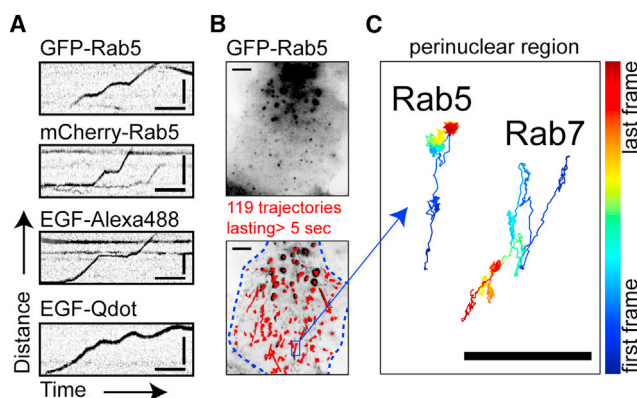 A
GFP-Rab5
mCherry-Rab5
EGF-Alexa488
EGF-Qdot
Distance
Time
B
GFP-Rab5
119 trajectories
lasting> 5 sec
C
perinuclear region
Rab5
Rab7
last frame
first frame